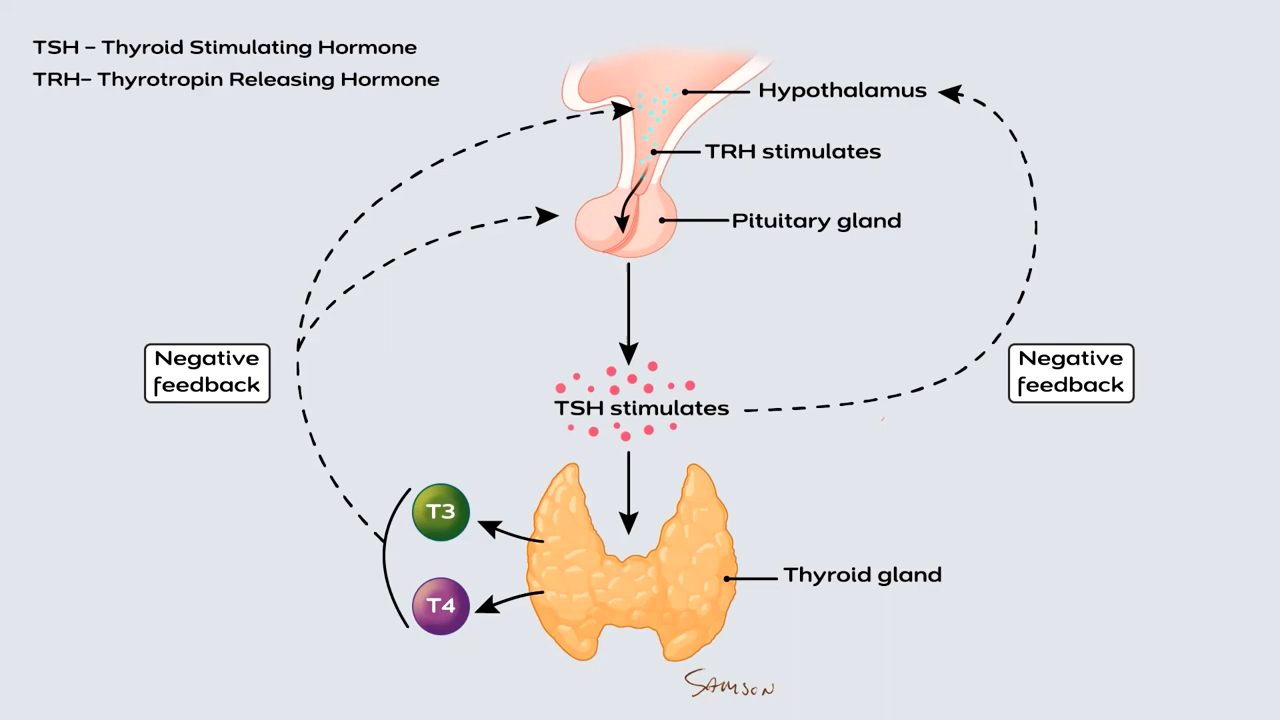 TSH – Thyroid Stimulating Hormone
TRH– Thyrotropin Releasing Hormone
Hypothalamus
TRH stimulates
Pituitary gland
Negative
feedback
Negative
feedback
TSH stimulates
T3
Thyroid gland
T4
SAMSON